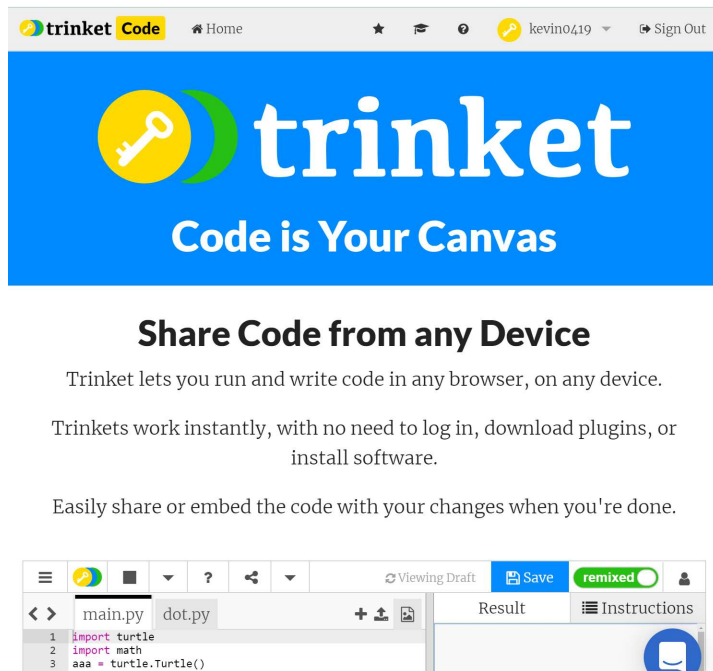 trinket Code Home kevin0419 Sign Out
trinket
Code is Your Canvas
Share Code from any Device
Trinket lets you run and write code in any browser, on any device.
Trinkets work instantly, with no need to log in, download plugins, or
install software.
Easily share or embed the code with your changes when you're done.
? Viewing Draft Save remixed
main.py dot.py + Result Instructions
1 import turtle
2 import math
3 aaa = turtle.Turtle()